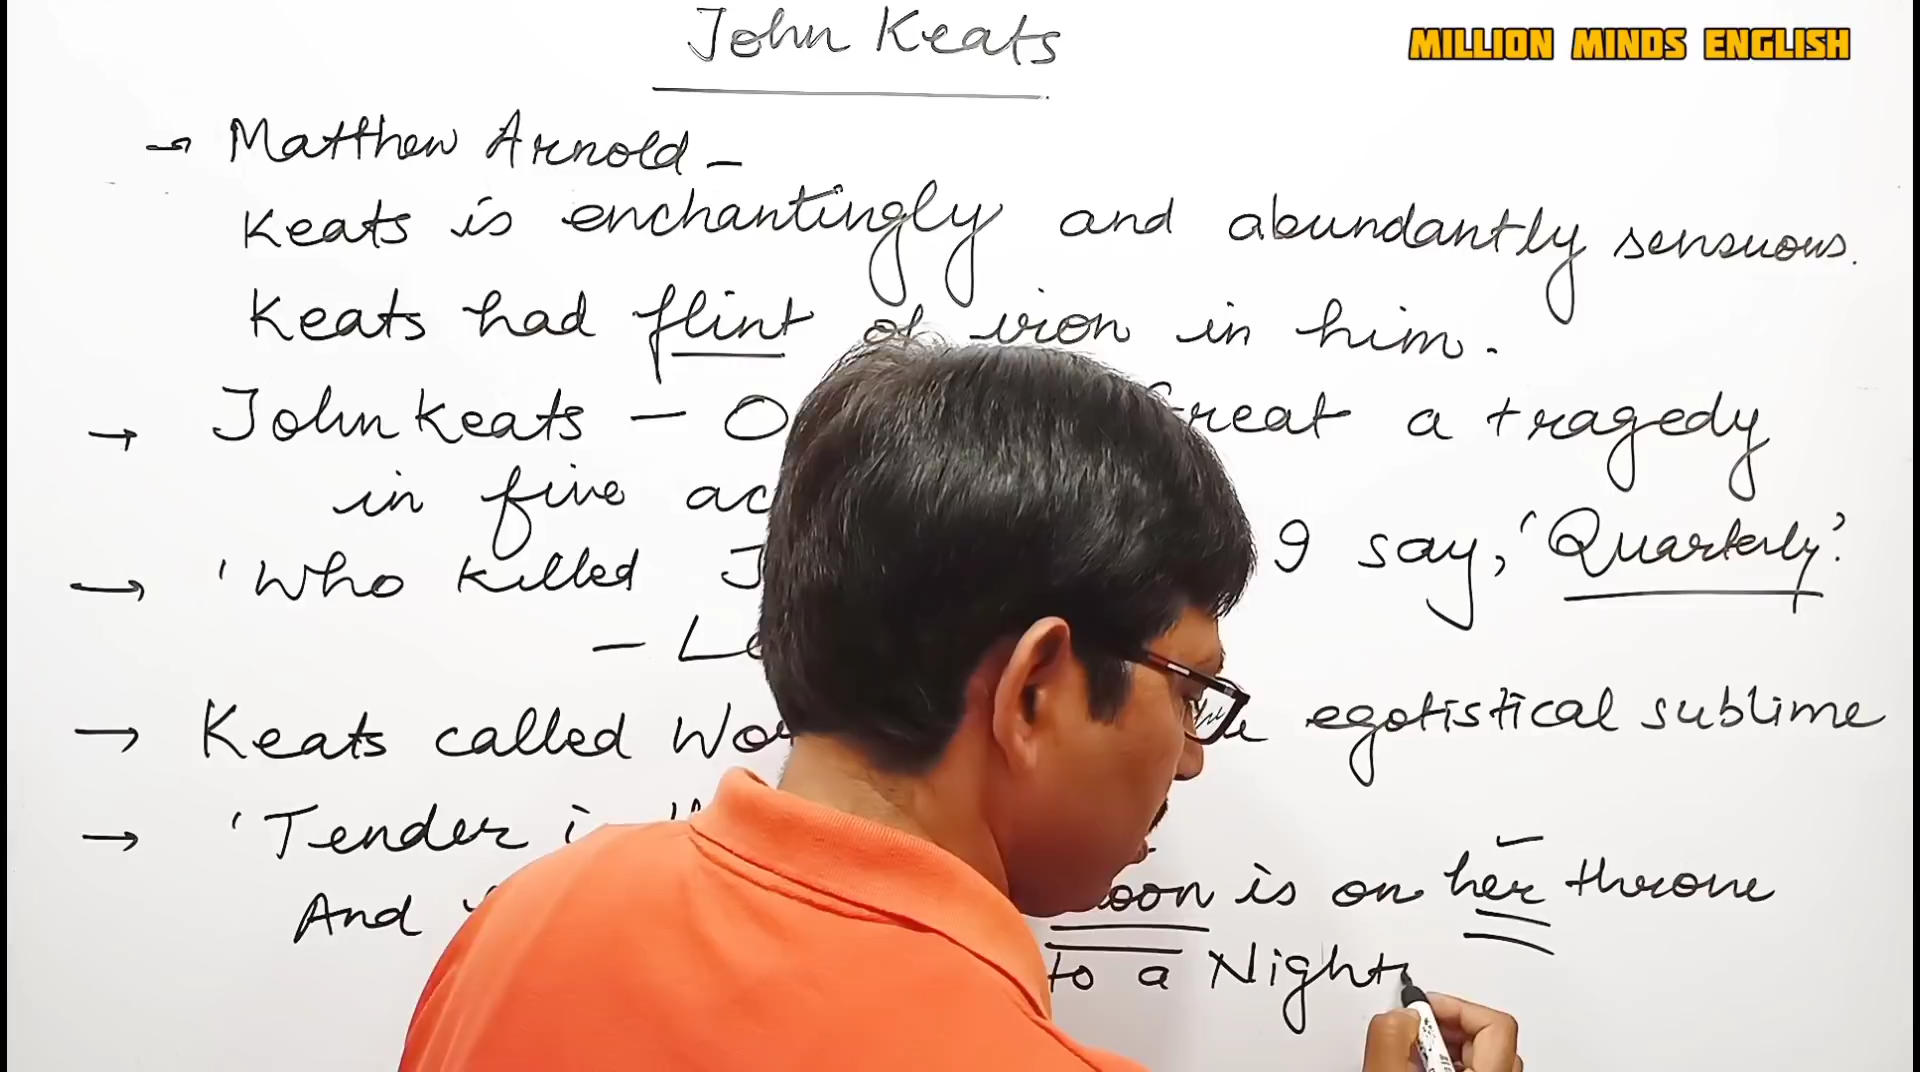 John Keats
MILLION MINDS ENGLISH
→ Matthew Arnold –
Keats is enchantingly and abundantly sensuous.
Keats had flint of iron in him.
→ John Keats – reat a tragedy
in five ac
→ 'Who killed J I say, 'Quarterly'.
– L
→ Keats called Wo egotistical sublime
→ 'Tender i
And oon is on her throne
to a Night